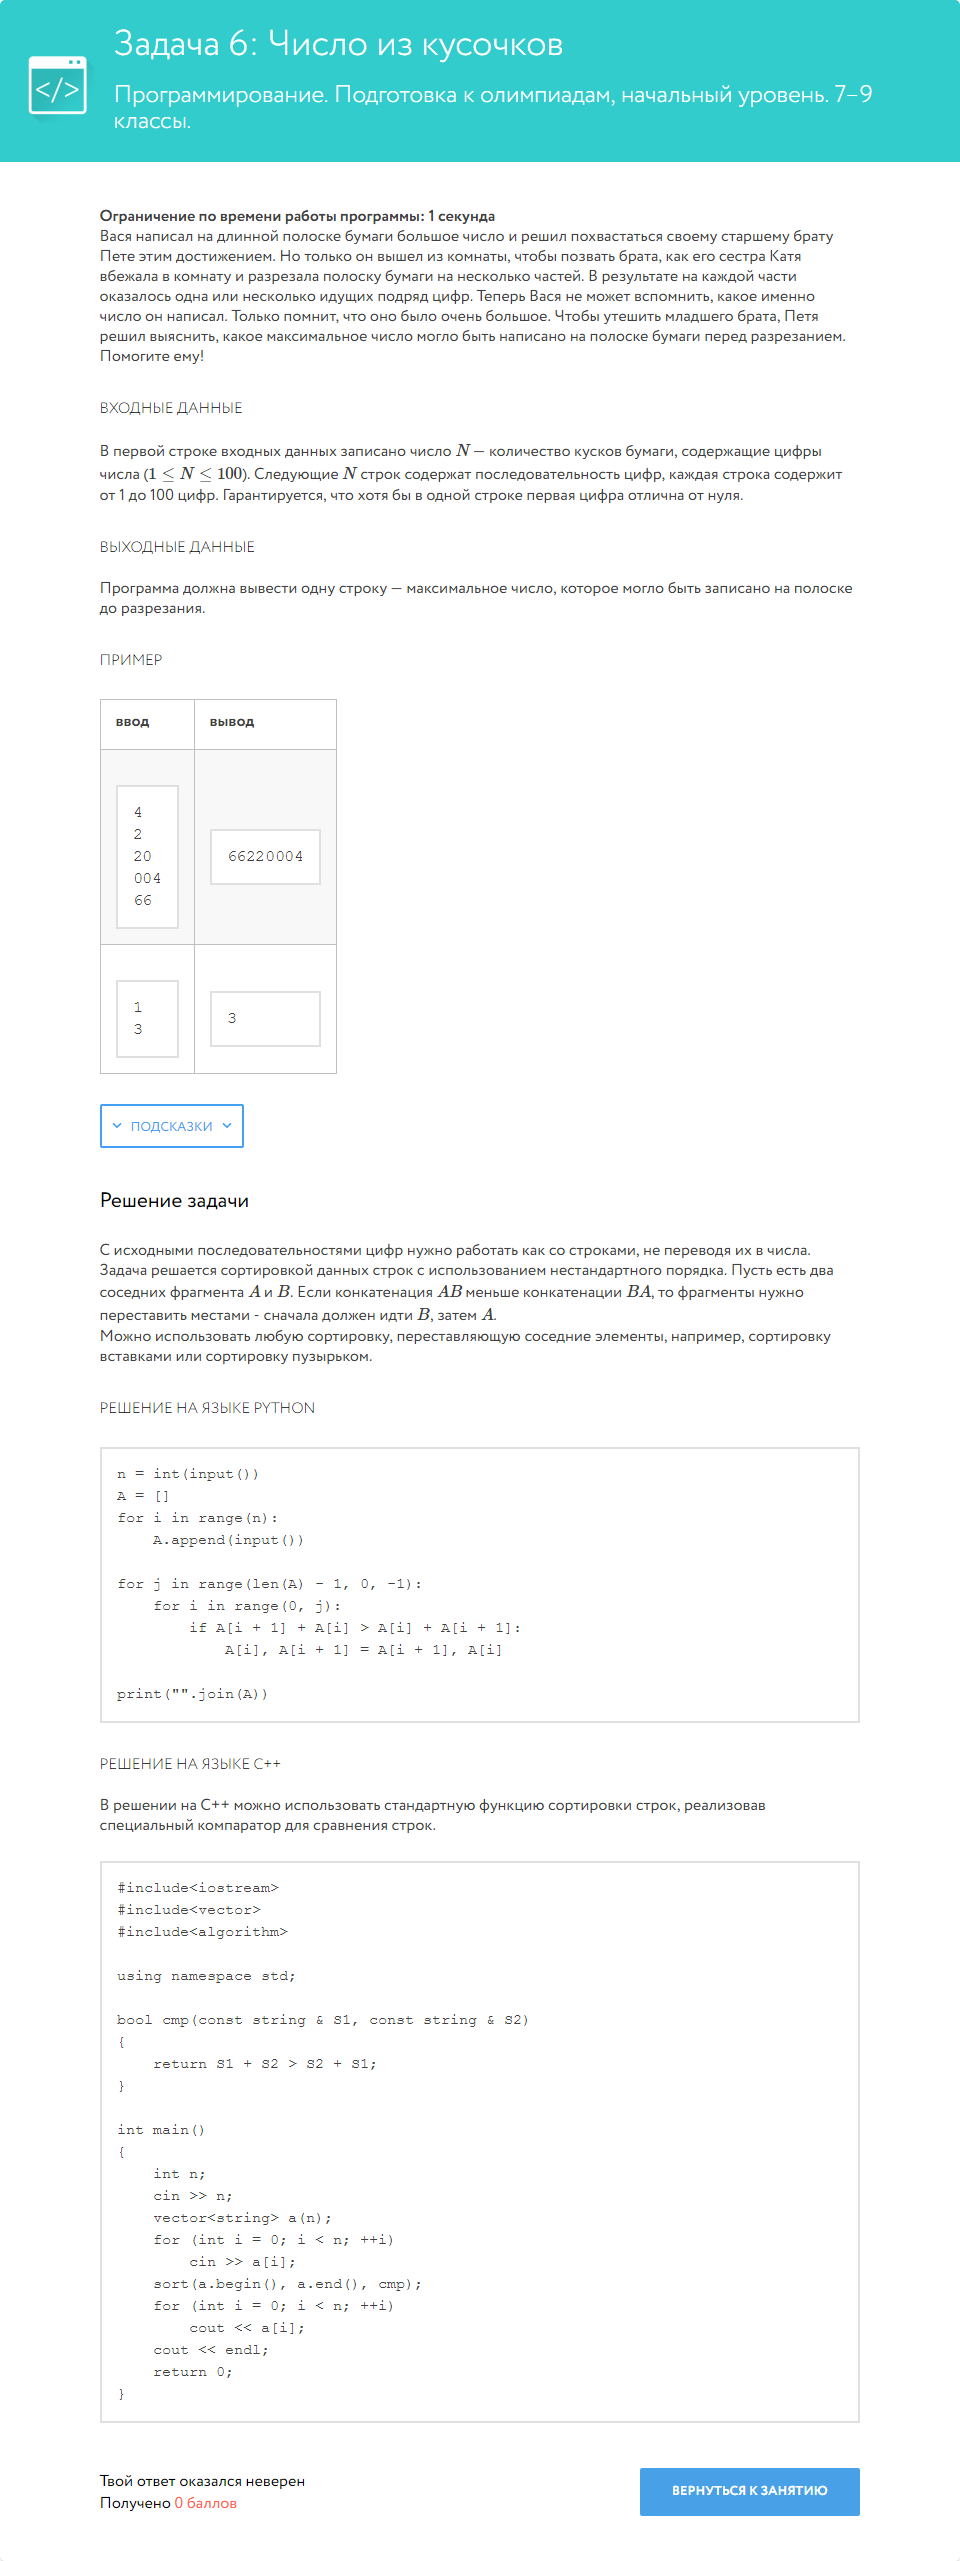 Задача 6: Число из кусочков
</>
Программирование. Подготовка к олимпиадам, начальный уровень. 7–9
классы.
Ограничение по времени работы программы: 1 секунда
Вася написал на длинной полоске бумаги большое число и решил похвастаться своему старшему брату
Пете этим достижением. Но только он вышел из комнаты, чтобы позвать брата, как его сестра Катя
вбежала в комнату и разрезала полоску бумаги на несколько частей. В результате на каждой части
оказалось одна или несколько идущих подряд цифр. Теперь Вася не может вспомнить, какое именно
число он написал. Только помнит, что оно было очень большое. Чтобы утешить младшего брата, Петя
решил выяснить, какое максимальное число могло быть написано на полоске бумаги перед разрезанием.
Помогите ему!
ВХОДНЫЕ ДАННЫЕ
В первой строке входных данных записано число N — количество кусков бумаги, содержащие цифры
числа (1 ≤ N ≤ 100). Следующие N строк содержат последовательность цифр, каждая строка содержит
от 1 до 100 цифр. Гарантируется, что хотя бы в одной строке первая цифра отлична от нуля.
ВЫХОДНЫЕ ДАННЫЕ
Программа должна вывести одну строку — максимальное число, которое могло быть записано на полоске
до разрезания.
ПРИМЕР
ввод вывод
4
2
20
004
66
66220004
1
3
3
ПОДСКАЗКИ
Решение задачи
С исходными последовательностями цифр нужно работать как со строками, не переводя их в числа.
Задача решается сортировкой данных строк с использованием нестандартного порядка. Пусть есть два
соседних фрагмента A и B. Если конкатенация AB меньше конкатенации BA, то фрагменты нужно
переставить местами - сначала должен идти B, затем A.
Можно использовать любую сортировку, переставляющую соседние элементы, например, сортировку
вставками или сортировку пузырьком.
РЕШЕНИЕ НА ЯЗЫКЕ PYTHON
n = int(input())
A = []
for i in range(n):
    A.append(input())
for j in range(len(A) - 1, 0, -1):
    for i in range(0, j):
        if A[i + 1] + A[i] > A[i] + A[i + 1]:
            A[i], A[i + 1] = A[i + 1], A[i]
print("".join(A))
РЕШЕНИЕ НА ЯЗЫКЕ C++
В решении на C++ можно использовать стандартную функцию сортировки строк, реализовав
специальный компаратор для сравнения строк.
#include<iostream>
#include<vector>
#include<algorithm>
using namespace std;
bool cmp(const string & S1, const string & S2)
{
    return S1 + S2 > S2 + S1;
}
int main()
{
    int n;
    cin >> n;
    vector<string> a(n);
    for (int i = 0; i < n; ++i)
        cin >> a[i];
    sort(a.begin(), a.end(), cmp);
    for (int i = 0; i < n; ++i)
        cout << a[i];
    cout << endl;
    return 0;
}
Твой ответ оказался неверен
Получено 0 баллов
ВЕРНУТЬСЯ К ЗАНЯТИЮ